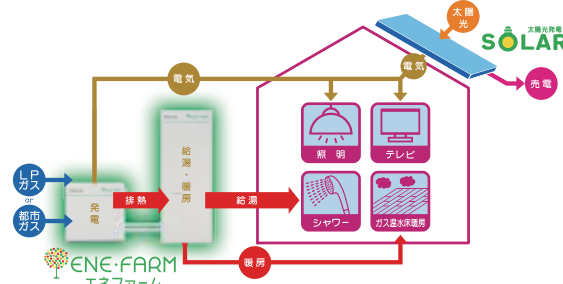 太陽
光
太陽光発電
SOLAR
電気
電気
売電
給湯・暖房
照明
テレビ
LP
ガス
or
都市
ガス
発電
排熱
給湯
シャワー
ガス温水床暖房
暖房
ENE・FARM
エネファーム